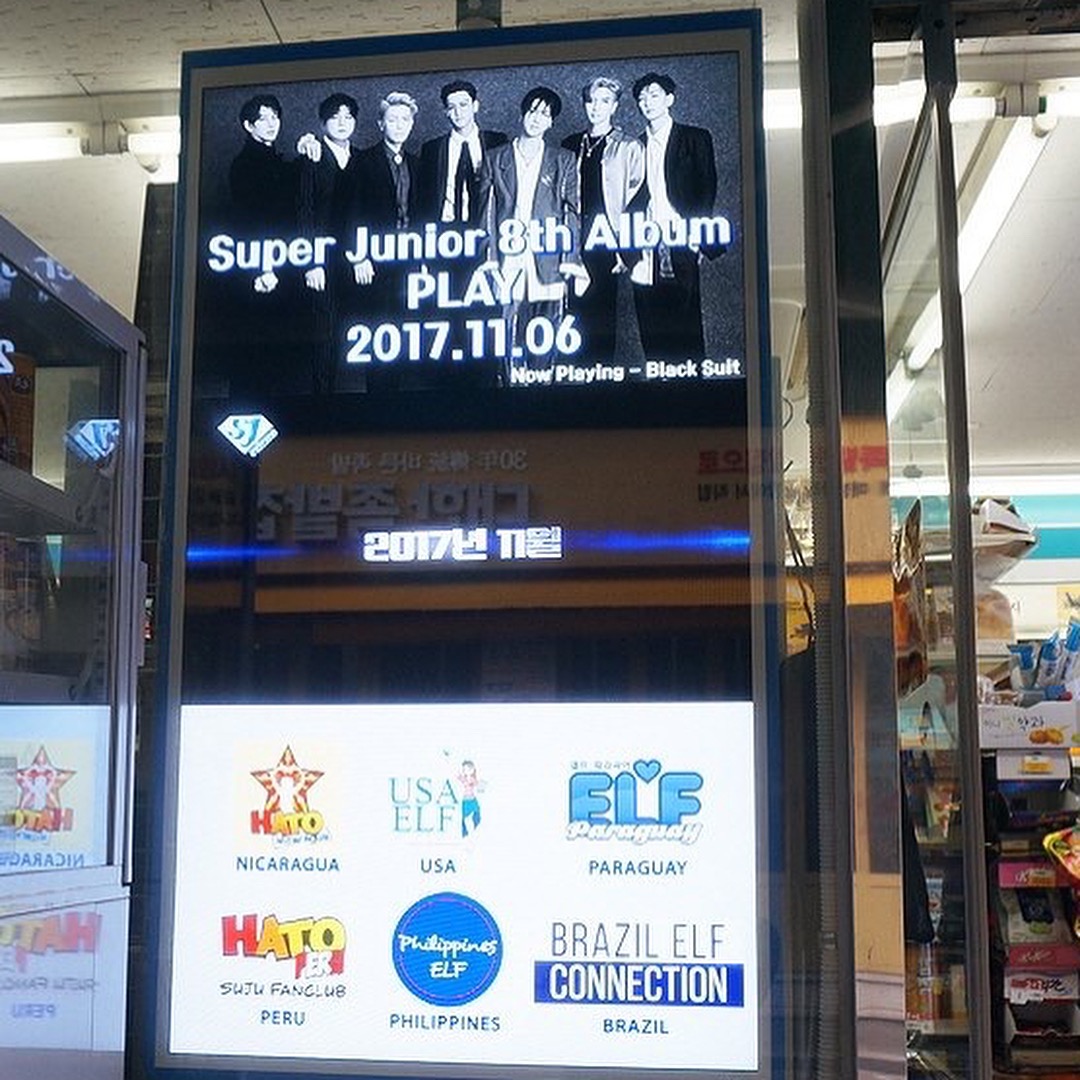 Super Junior 8th Album
PLAY
2017.11.06
Now Playing - Black Suit
SJ
2017년 11월
HATO
NICARAGUA
USA
ELF
USA
ELF
Paraguay
PARAGUAY
HATO
PER
SUJU FANCLUB
PERU
Philippines
ELF
PHILIPPINES
BRAZIL ELF
CONNECTION
BRAZIL